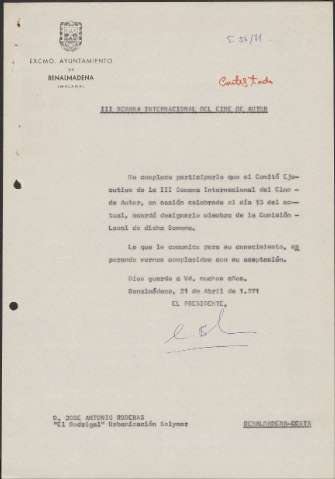 EXCMO. AYUNTAMIENTO
DE
BENALMADENA
(MALAGA)
III SEMANA INTERNACIONAL DEL CINE DE AUTOR
Me complace participarle que el Comité Eje-
cutivo de la III Semana Internacional del Cine
de Autor, en sesión celebrada el día 15 del ac-
tual, acordó designarle miembro de la Comisión -
Local de dicha Semana.
Lo que le comunico para su conocimiento, es
perando vernos complacidos con su aceptación.
Dios guarde a Vd. muchos años.
Benalmádena, 21 de Abril de 1.971
EL PRESIDENTE,
D. JOSE ANTONIO RODERAS
"El Madrigal" Urbanización Solymar
BENALMADENA-COSTA